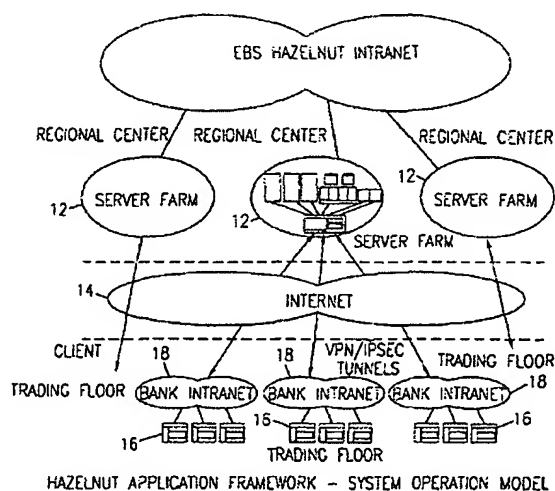 EBS HAZELNUT INTRANET
REGIONAL CENTER
REGIONAL CENTER
REGIONAL CENTER
12
SERVER FARM
12
SERVER FARM
12
SERVER FARM
14
INTERNET
CLIENT
18
18
VPN/IPSEC
TUNNELS
TRADING FLOOR
18
TRADING FLOOR
BANK INTRANET
BANK INTRANET
BANK INTRANET
16
16
16
TRADING FLOOR
HAZELNUT APPLICATION FRAMEWORK - SYSTEM OPERATION MODEL